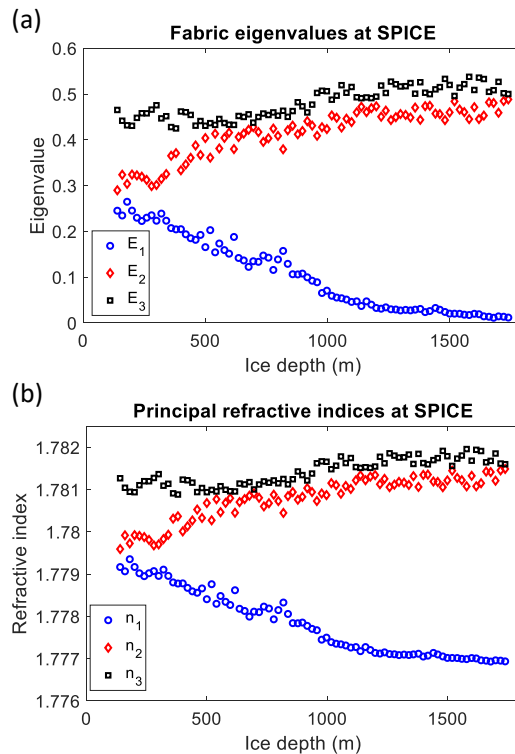 (a)
Fabric eigenvalues at SPICE
0.6
0.5
0.4
0.3
0.2
0.1
0
Eigenvalue
E1
E2
E3
0 500 1000 1500
Ice depth (m)
(b)
Principal refractive indices at SPICE
1.782
1.781
1.78
1.779
1.778
1.777
1.776
Refractive index
n1
n2
n3
0 500 1000 1500
Ice depth (m)